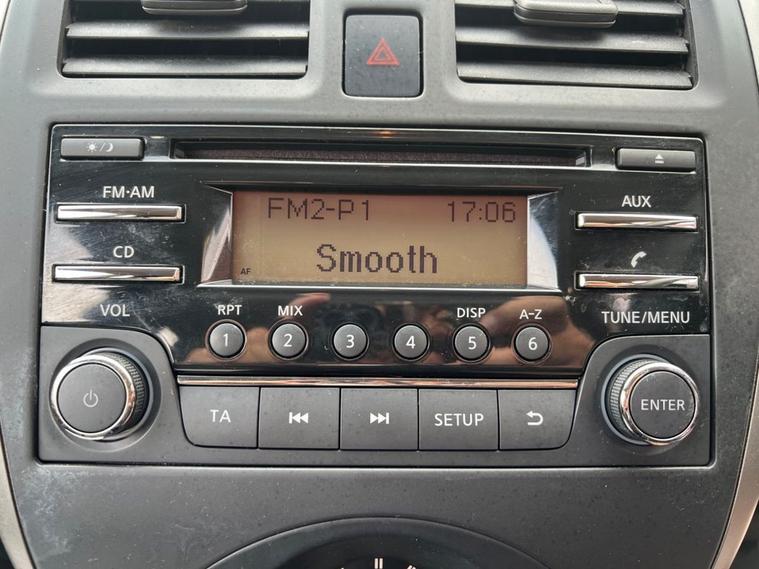 FM·AM
CD
VOL
FM2-P1 17:06
Smooth
AF
AUX
TUNE/MENU
RPT MIX DISP A-Z
1 2 3 4 5 6
TA SETUP
ENTER